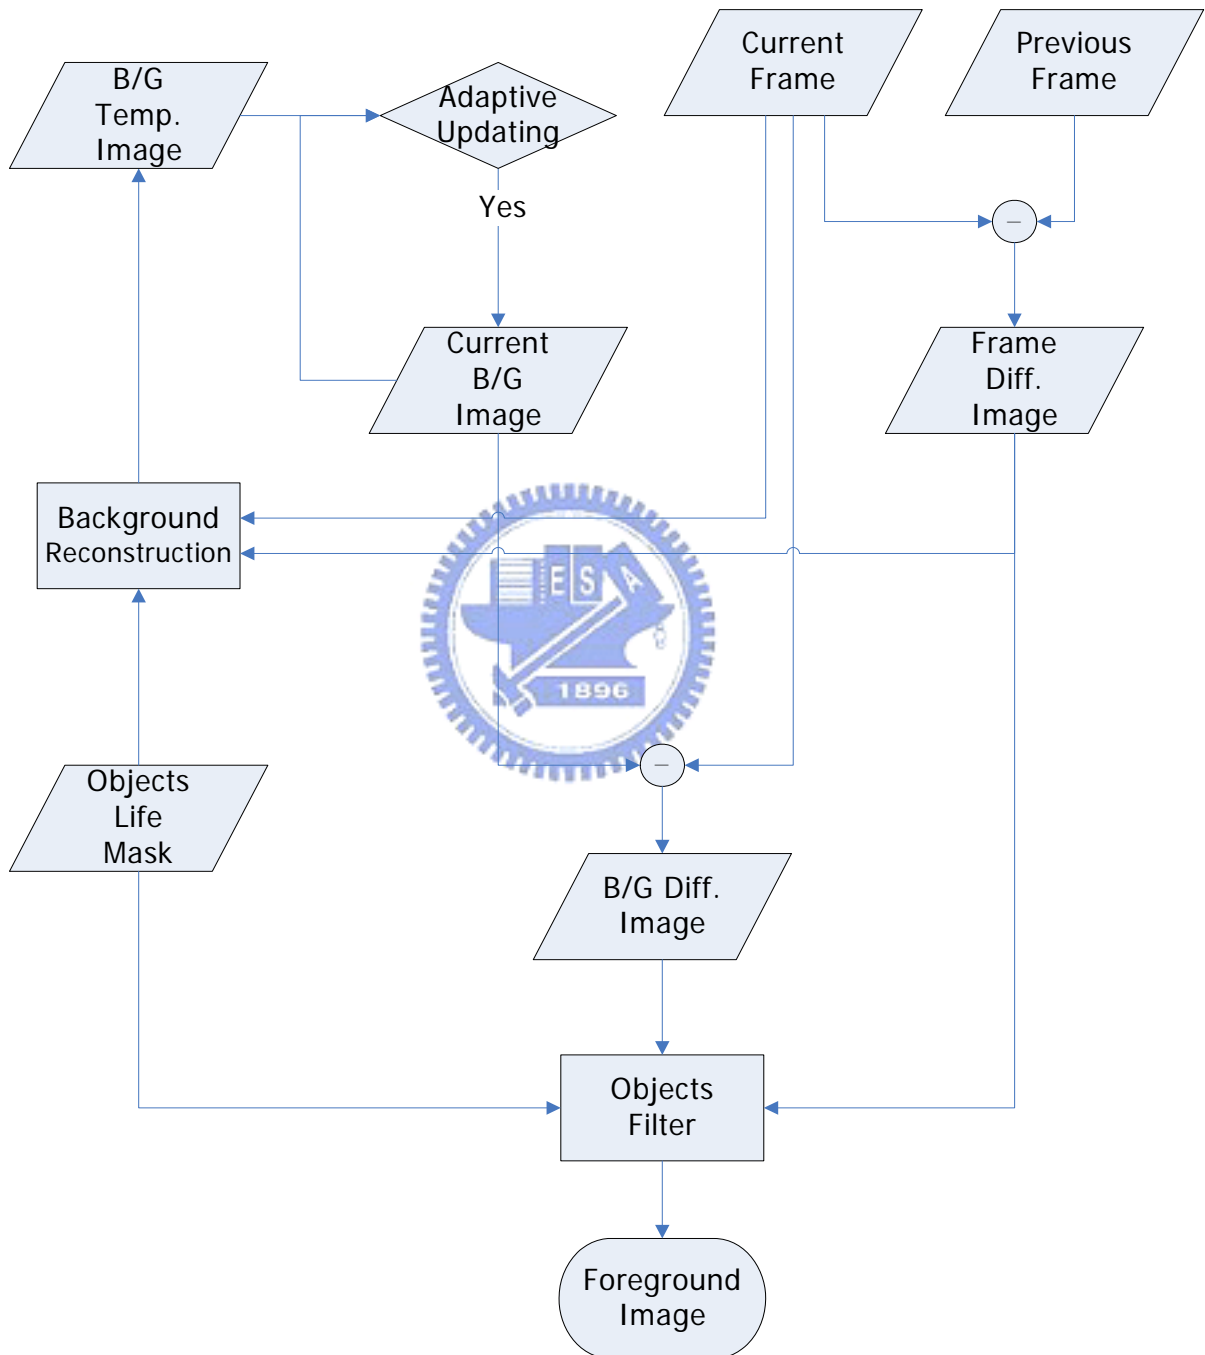 Current
Frame
Previous
Frame
B/G
Temp.
Image
Adaptive
Updating
Yes
Current
B/G
Image
Frame
Diff.
Image
Background
Reconstruction
E S A
1896
Objects
Life
Mask
B/G Diff.
Image
Objects
Filter
Foreground
Image